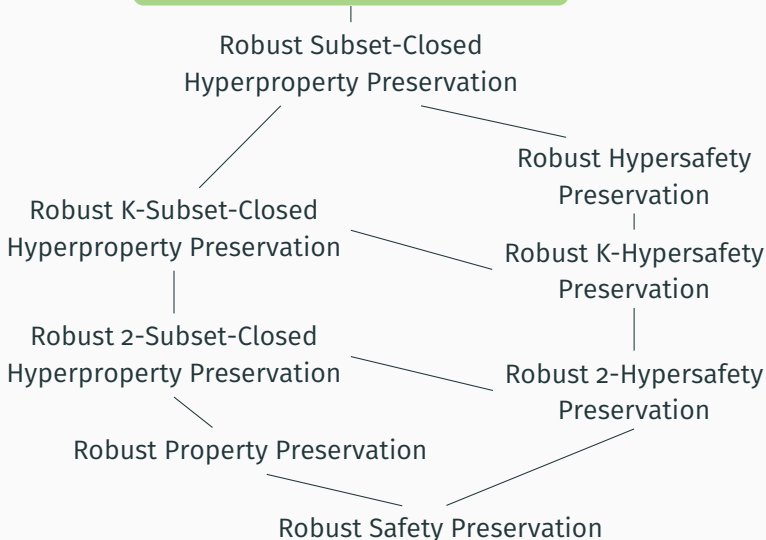 Robust Subset-Closed
Hyperproperty Preservation
Robust Hypersafety
Preservation
Robust K-Subset-Closed
Hyperproperty Preservation
Robust K-Hypersafety
Preservation
Robust 2-Subset-Closed
Hyperproperty Preservation
Robust 2-Hypersafety
Preservation
Robust Property Preservation
Robust Safety Preservation